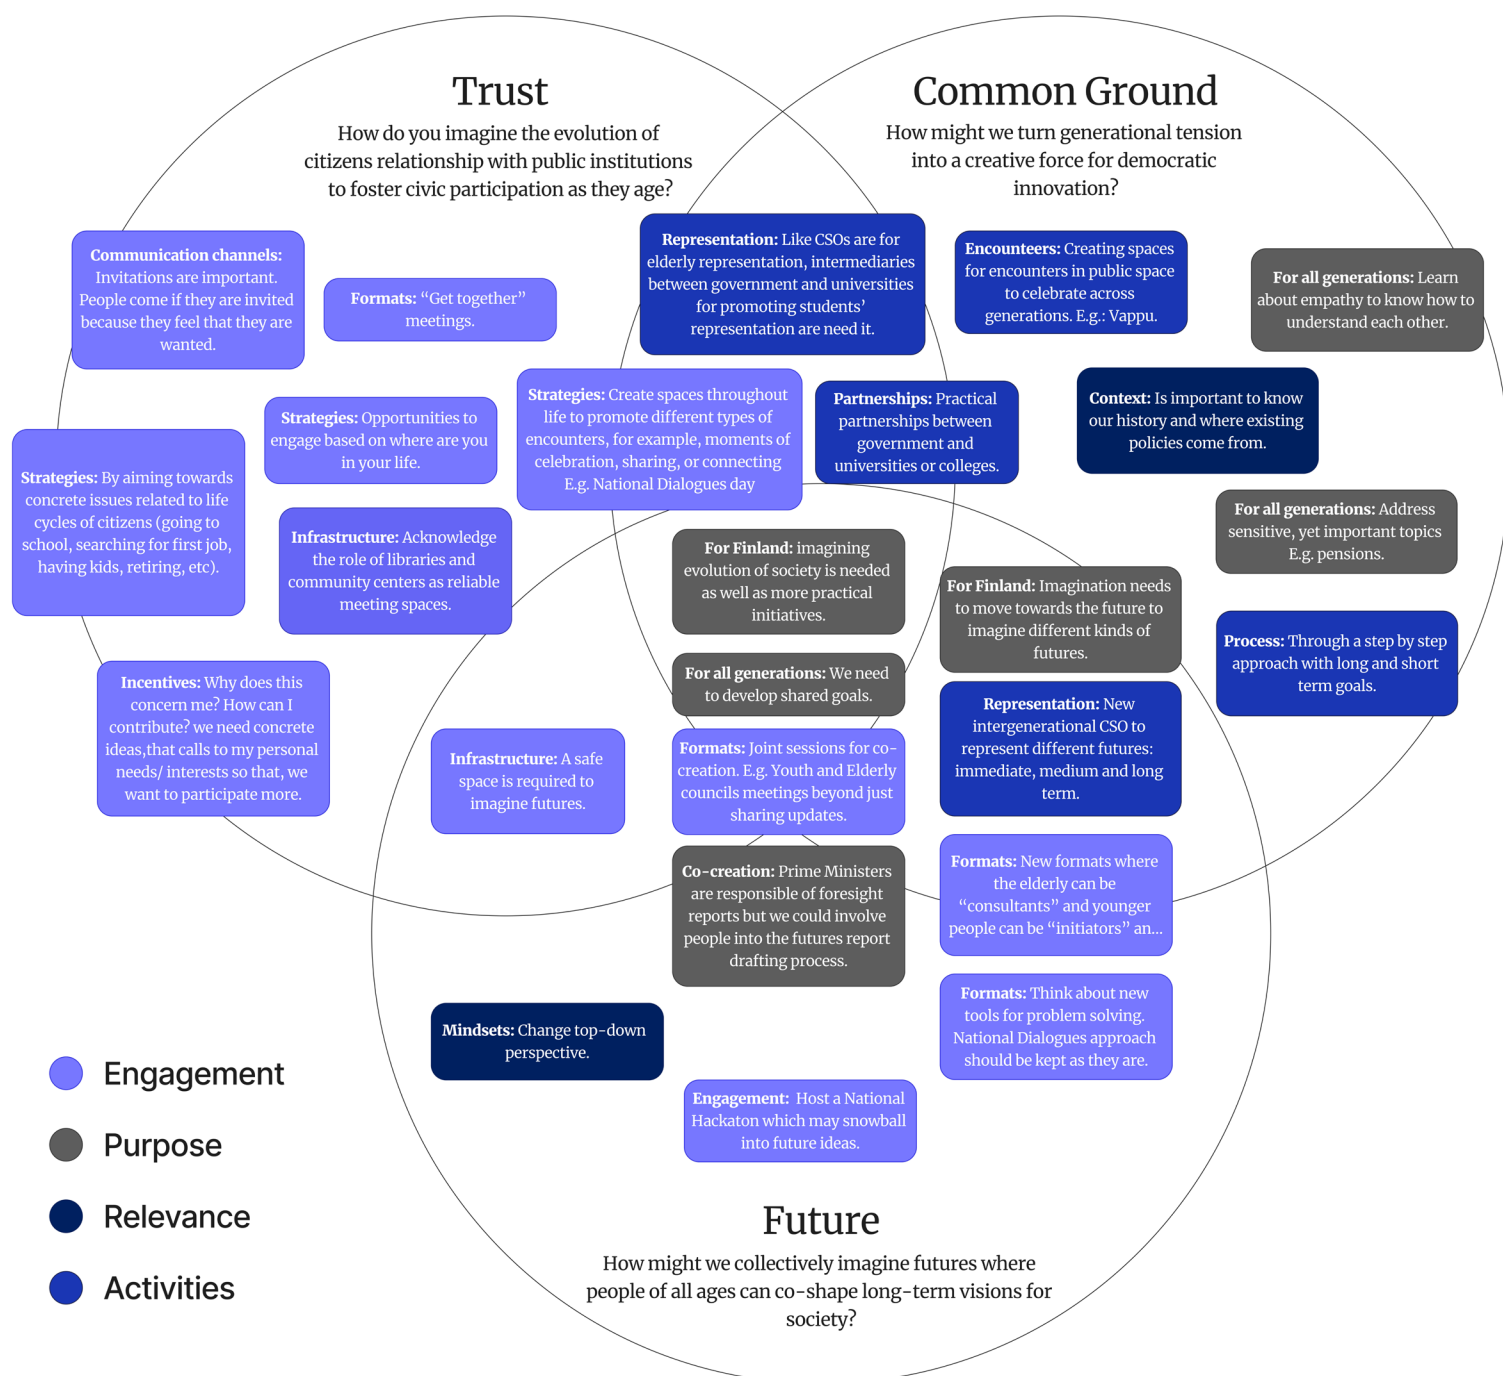 Trust
How do you imagine the evolution of
citizens relationship with public institutions
to foster civic participation as they age?
Common Ground
How might we turn generational tension
into a creative force for democratic
innovation?
Communication channels:
Invitations are important.
People come if they are invited
because they feel that they are
wanted.
Formats: “Get together”
meetings.
Representation: Like CSOs are for
elderly representation, intermediaries
between government and universities
for promoting students’
representation are need it.
Encounteers: Creating spaces
for encounters in public space
to celebrate across
generations. E.g.: Vappu.
For all generations: Learn
about empathy to know how to
understand each other.
Strategies: By aiming towards
concrete issues related to life
cycles of citizens (going to
school, searching for first job,
having kids, retiring, etc).
Strategies: Opportunities to
engage based on where are you
in your life.
Strategies: Create spaces throughout
life to promote different types of
encounters, for example, moments of
celebration, sharing, or connecting
E.g. National Dialogues day
Partnerships: Practical
partnerships between
government and
universities or colleges.
Context: Is important to know
our history and where existing
policies come from.
Infrastructure: Acknowledge
the role of libraries and
community centers as reliable
meeting spaces.
For Finland: imagining
evolution of society is needed
as well as more practical
initiatives.
For Finland: Imagination needs
to move towards the future to
imagine different kinds of
futures.
For all generations: Address
sensitive, yet important topics
E.g. pensions.
Process: Through a step by step
approach with long and short
term goals.
Incentives: Why does this
concern me? How can I
contribute? we need concrete
ideas,that calls to my personal
needs/ interests so that, we
want to participate more.
For all generations: We need
to develop shared goals.
Representation: New
intergenerational CSO to
represent different futures:
immediate, medium and long
term.
Infrastructure: A safe
space is required to
imagine futures.
Formats: Joint sessions for co-
creation. E.g. Youth and Elderly
councils meetings beyond just
sharing updates.
Co-creation: Prime Ministers
are responsible of foresight
reports but we could involve
people into the futures report
drafting process.
Formats: New formats where
the elderly can be
“consultants” and younger
people can be “initiators” an...
Formats: Think about new
tools for problem solving.
National Dialogues approach
should be kept as they are.
Mindsets: Change top-down
perspective.
Engagement: Host a National
Hackaton which may snowball
into future ideas.
Engagement
Purpose
Relevance
Activities
Future
How might we collectively imagine futures where
people of all ages can co-shape long-term visions for
society?